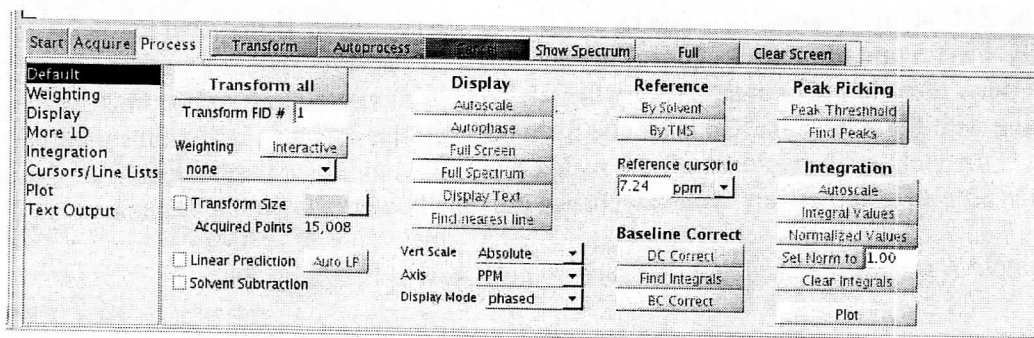 Start Acquire Process Transform Autoprocess Cancel Show Spectrum Full Clear Screen
Default
Weighting
Display
More 1D
Integration
Cursors/Line Lists
Plot
Text Output
Transform all
Transform FID # 1
Weighting Interactive
none
Transform Size
Acquired Points 15,008
Linear Prediction Auto LP
Solvent Subtraction
Display
Autoscale
Autophase
Full Screen
Full Spectrum
Display Text
Find nearest line
Vert Scale Absolute
Axis PPM
Display Mode phased
Reference
By Solvent
By TMS
Reference cursor to
7.24 ppm
Baseline Correct
DC Correct
Find Integrals
BC Correct
Peak Picking
Peak Threshhold
Find Peaks
Integration
Autoscale
Integral Values
Normalized Values
Set Norm to 1.00
Clear Integrals
Plot